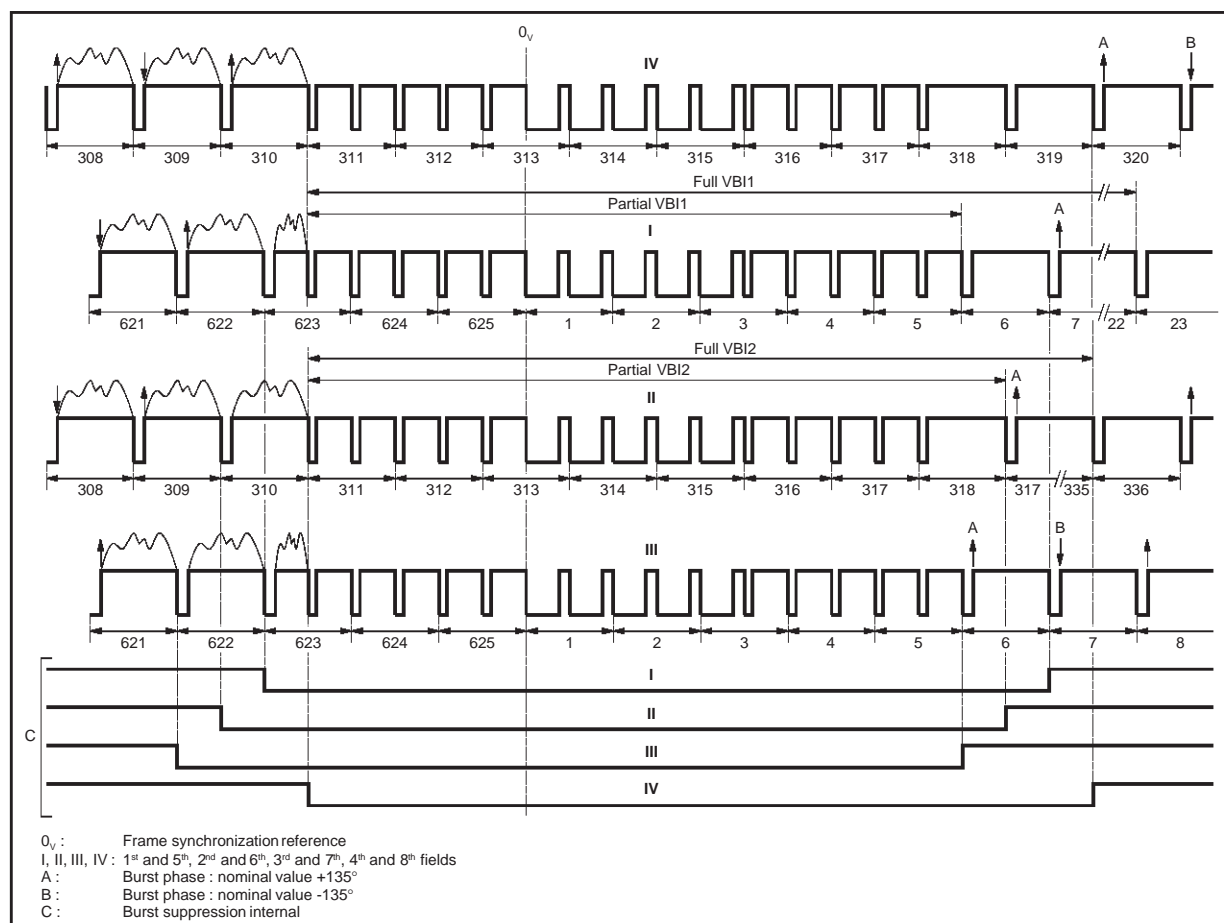 0V
A
B
IV
308 309 310 311 312 313 314 315 316 317 318 319 320
Full VBI1
Partial VBI1
A
I
621 622 623 624 625 1 2 3 4 5 6 7 22 23
Full VBI2
Partial VBI2
A
II
308 309 310 311 312 313 314 315 316 317 318 317 335 336
A
B
III
621 622 623 624 625 1 2 3 4 5 6 7 8
I
II
C
III
IV
0V : Frame synchronization reference
I, II, III, IV : 1st and 5th, 2nd and 6th, 3rd and 7th, 4th and 8th fields
A : Burst phase : nominal value +135°
B : Burst phase : nominal value -135°
C : Burst suppression internal